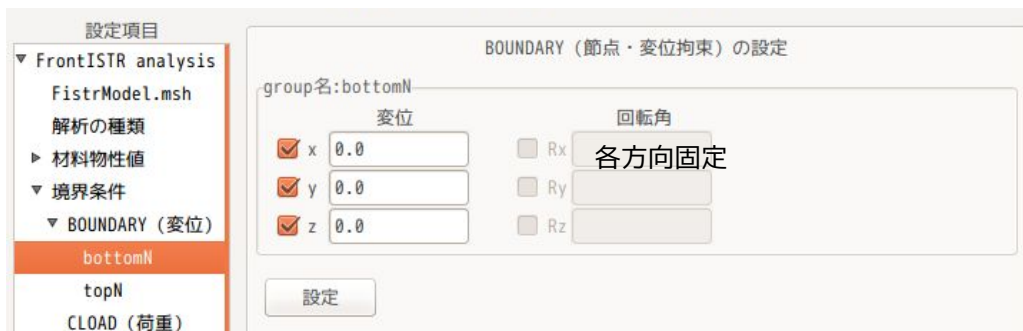 設定項目
▼ FrontISTR analysis
FistrModel.msh
解析の種類
▶ 材料物性値
▼ 境界条件
▼ BOUNDARY (変位)
bottomN
topN
CLOAD (荷重)
BOUNDARY (節点・変位拘束) の設定
group名:bottomN
変位 回転角
x 0.0 Rx 各方向固定
y 0.0 Ry
z 0.0 Rz
設定